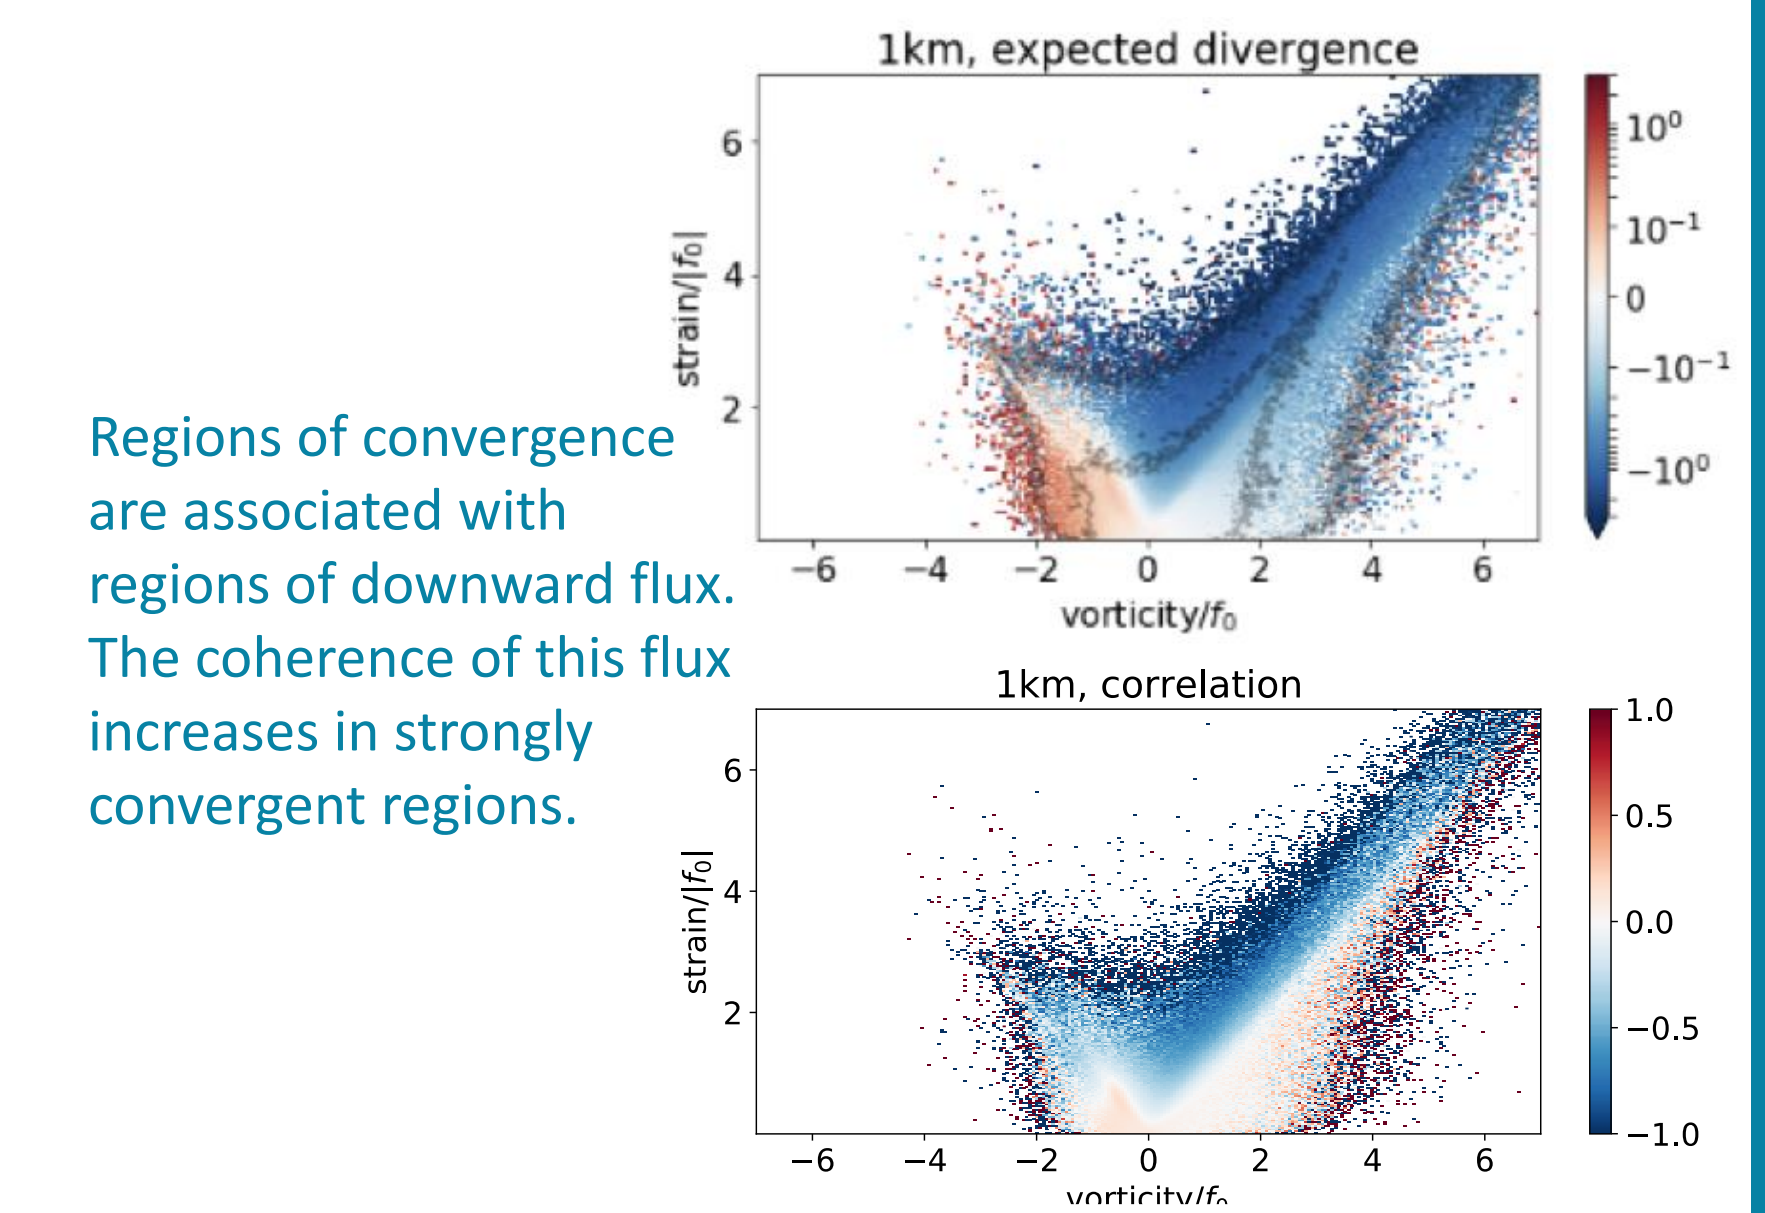 Regions of convergence
are associated with
regions of downward flux.
The coherence of this flux
increases in strongly
convergent regions.
1km, expected divergence
strain/|f₀|
6
4
2
−6 −4 −2 0 2 4 6
vorticity/f₀
10⁰
10⁻¹
0
−10⁻¹
−10⁰
1km, correlation
strain/|f₀|
6
4
2
−6 −4 −2 0 2 4 6
vorticity/f₀
1.0
0.5
0.0
−0.5
−1.0